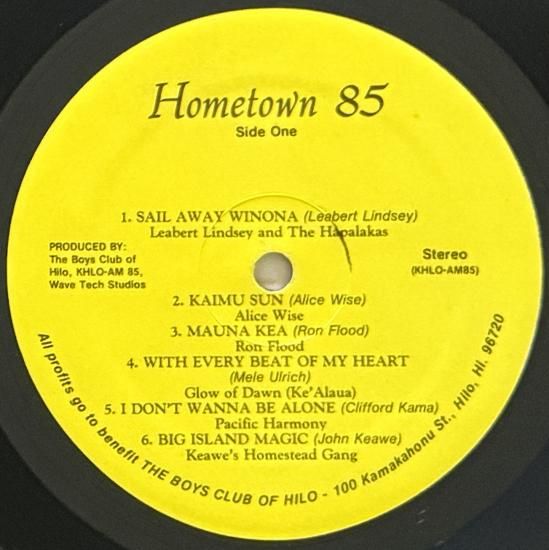 Hometown 85
Side One
1. SAIL AWAY WINONA (Leabert Lindsey)
Leabert Lindsey and The Hapalakas
PRODUCED BY:
The Boys Club of
Hilo, KHLO-AM 85,
Wave Tech Studios
Stereo
(KHLO-AM85)
2. KAIMU SUN (Alice Wise)
Alice Wise
3. MAUNA KEA (Ron Flood)
Ron Flood
4. WITH EVERY BEAT OF MY HEART
(Mele Ulrich)
Glow of Dawn (Ke'Alaua)
5. I DON'T WANNA BE ALONE (Clifford Kama)
Pacific Harmony
6. BIG ISLAND MAGIC (John Keawe)
Keawe's Homestead Gang
All profits go to benefit THE BOYS CLUB OF HILO - 100 Kamakahonu St., Hilo, HI. 96720